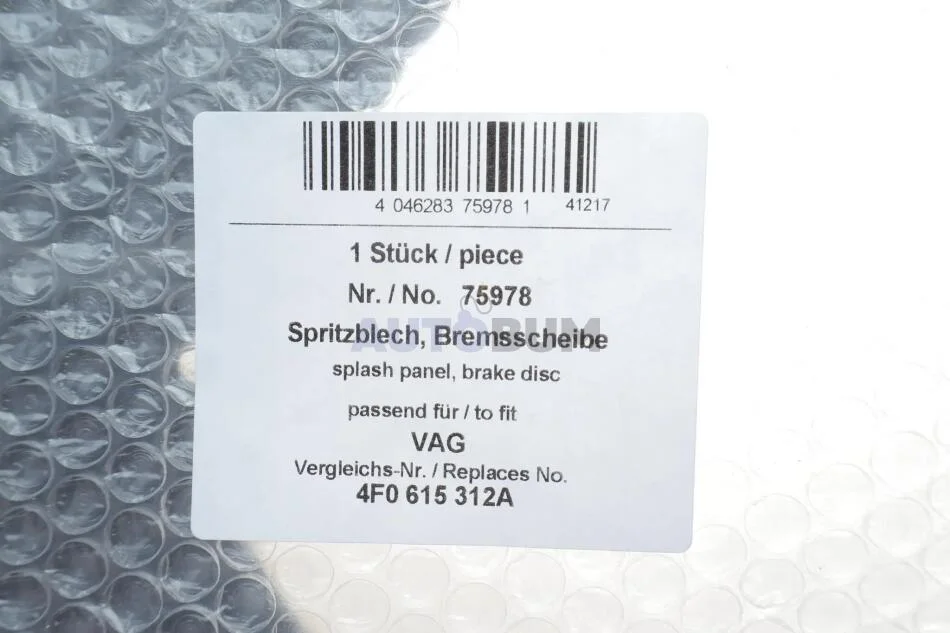 4 046283 75978 1 41217
1 Stück / piece
Nr. / No. 75978
AUTOBUM
Spritzblech, Bremsscheibe
splash panel, brake disc
passend für / to fit
VAG
Vergleichs-Nr. / Replaces No.
4F0 615 312A